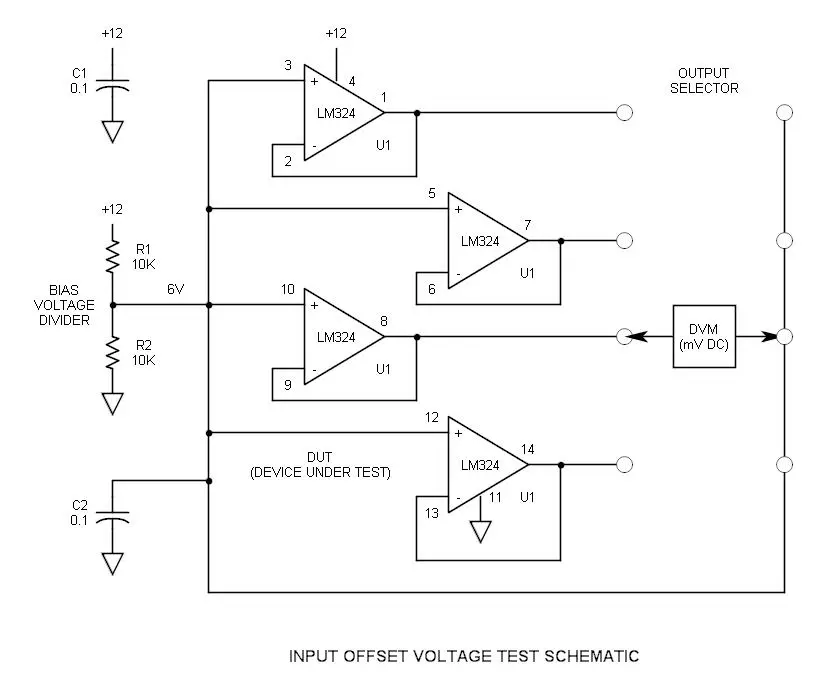 +12
C1
0.1
+12
3
+
4
1
LM324
-
2
U1
OUTPUT
SELECTOR
+12
R1
10K
5
+
7
LM324
-
6
U1
BIAS
VOLTAGE
DIVIDER
6V
R2
10K
10
+
8
LM324
-
9
U1
DVM
(mV DC)
12
+
14
LM324
-
13
11
U1
DUT
(DEVICE UNDER TEST)
C2
0.1
INPUT OFFSET VOLTAGE TEST SCHEMATIC